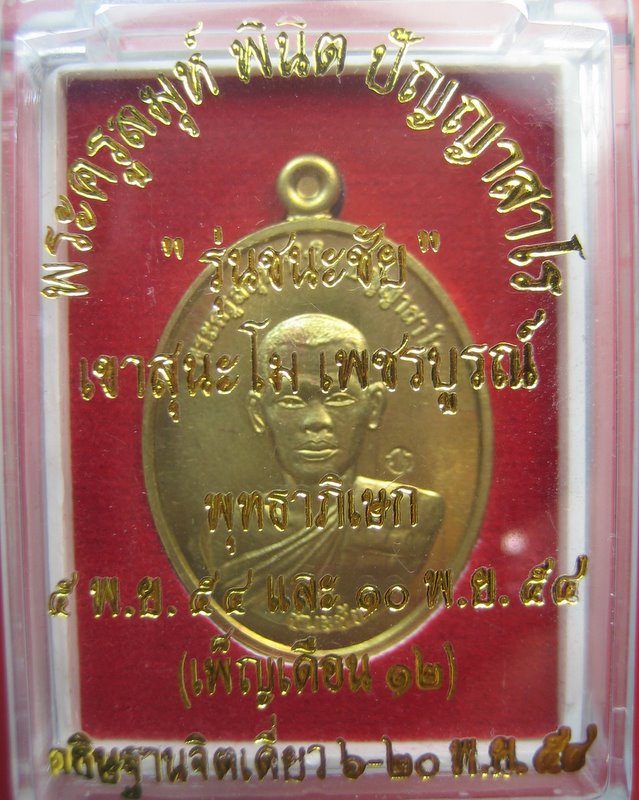 พระครูสมุห์ พินิต ปัญญาสาโร
" รุ่นชนะชัย "
เขาสุนะโม เพชรบูรณ์
พุทธาภิเษก
๕ พ.ย. ๕๔ และ ๑๐ พ.ย. ๕๔
(เพ็ญเดือน ๑๒)
อธิษฐานจิตเดี่ยว ๖-๒๐ พ.ย. ๕๔